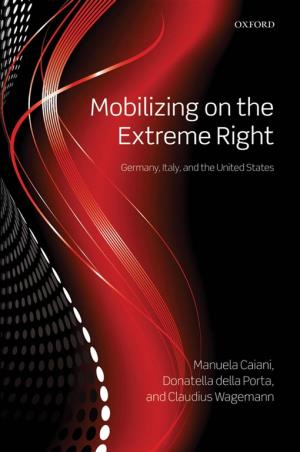 OXFORD
Mobilizing on the
Extreme Right
Germany, Italy, and the United States
Manuela Caiani,
Donatella della Porta,
and Claudius Wagemann